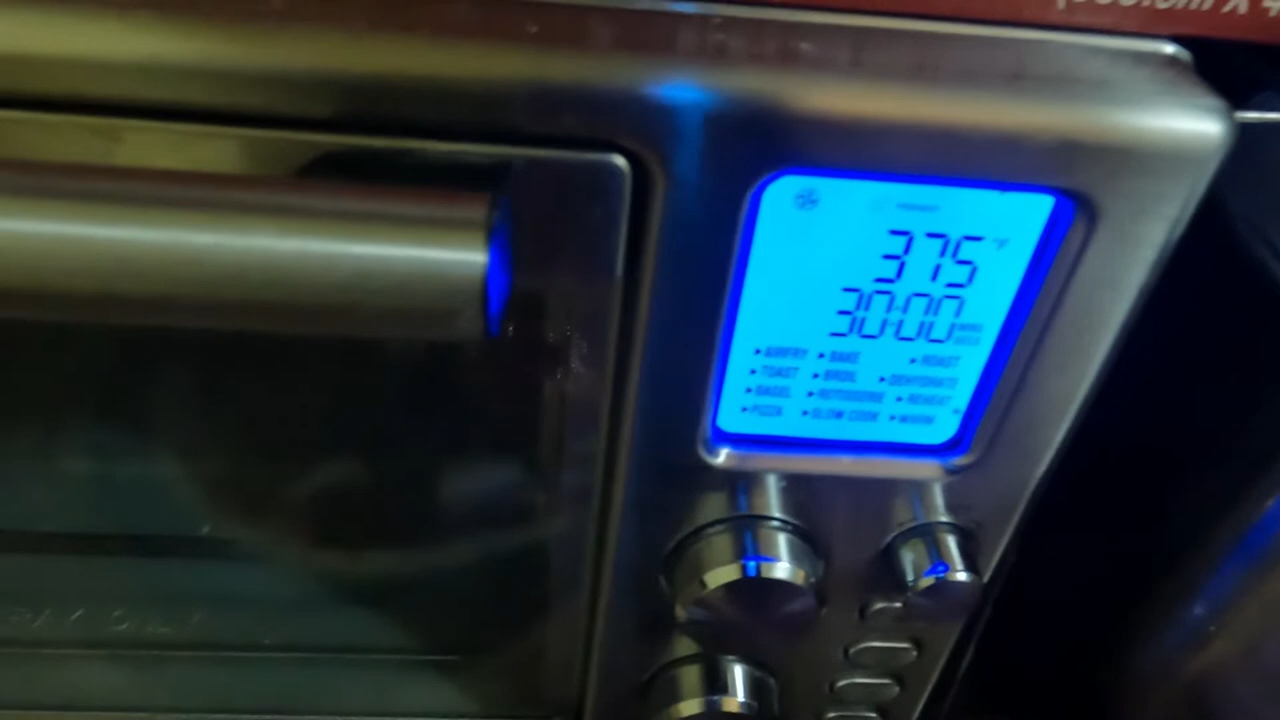 375 °F
30:00
▸AIRFRY ▸BAKE ▸ROAST
▸TOAST ▸BROIL ▸DEHYDRATE
▸BAGEL ▸ROTISSERIE ▸REHEAT
▸PIZZA ▸SLOW COOK ▸WARM